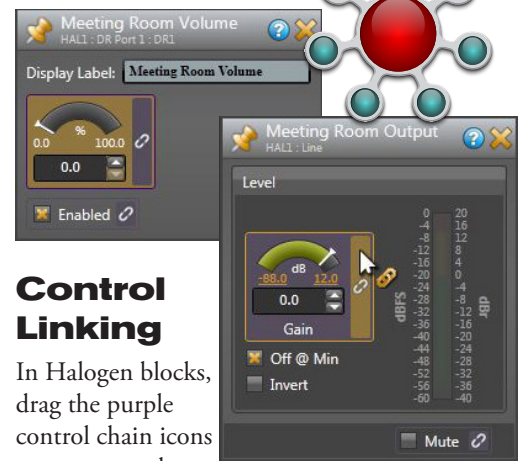 Meeting Room Volume
HAL1 : DR Port 1 : DR1
Display Label: Meeting Room Volume
%
0.0 100.0
0.0
Enabled
Meeting Room Output
HAL1 : Line
Level
dB
-88.0 12.0
0.0
Gain
Off @ Min
Invert
dBFS
0 20
-4 16
-8 12
-12 8
-16 4
-20 0
-24 -4
-28 -8
-32 -12
-36 -16
-40 -20
-44 -24
-48 -28
-52 -32
-56 -36
-60 -40
dBr
Mute
Control
Linking
In Halogen blocks,
drag the purple
control chain icons